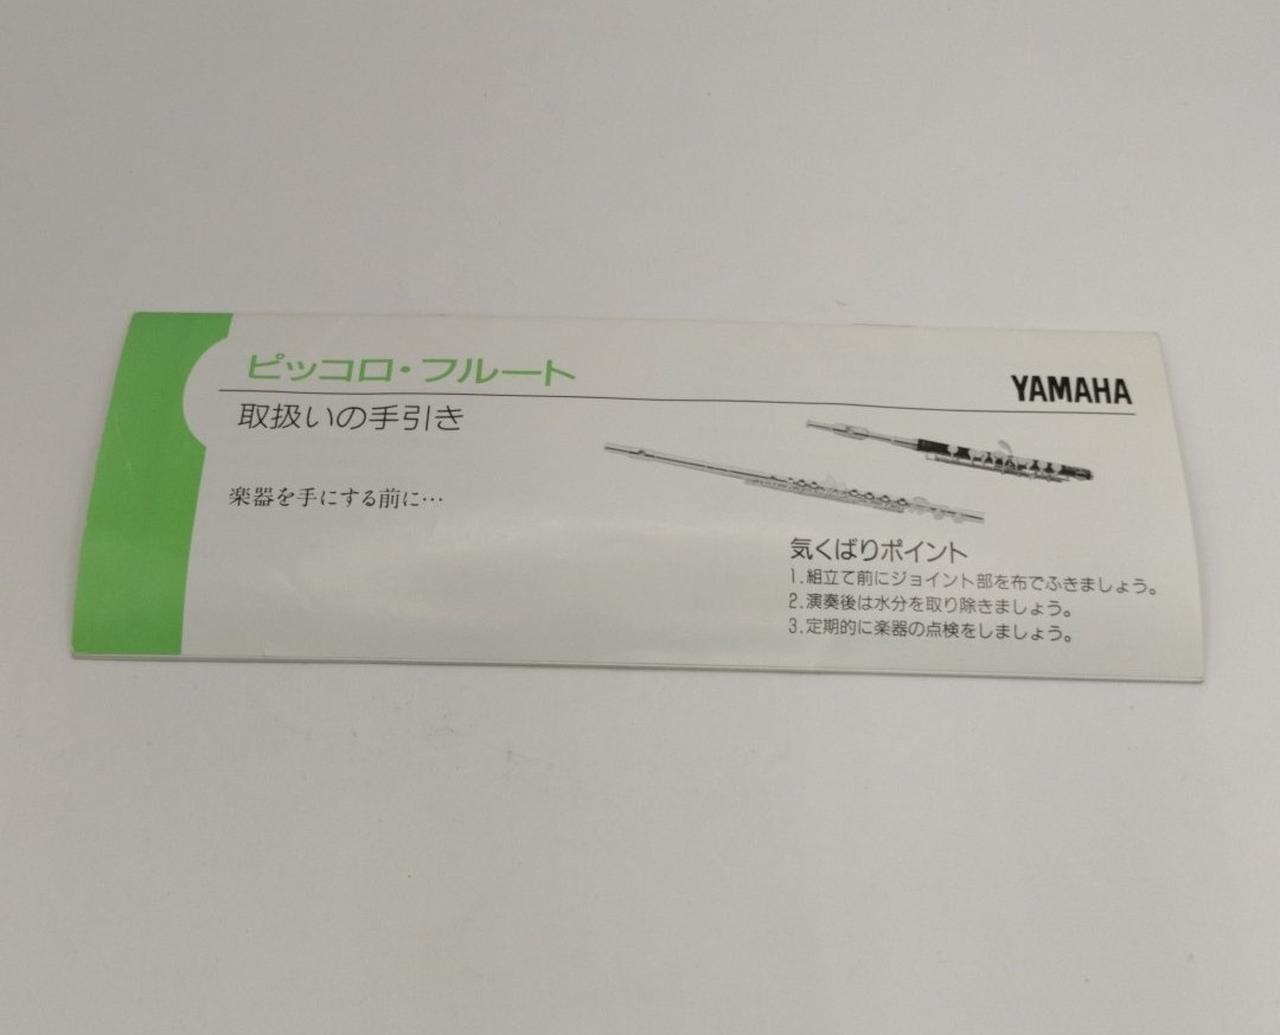 ピッコロ・フルート
YAMAHA
取扱いの手引き
楽器を手にする前に…
気くばりポイント
1.組立て前にジョイント部を布でふきましょう。
2.演奏後は水分を取り除きましょう。
3.定期的に楽器の点検をしましょう。